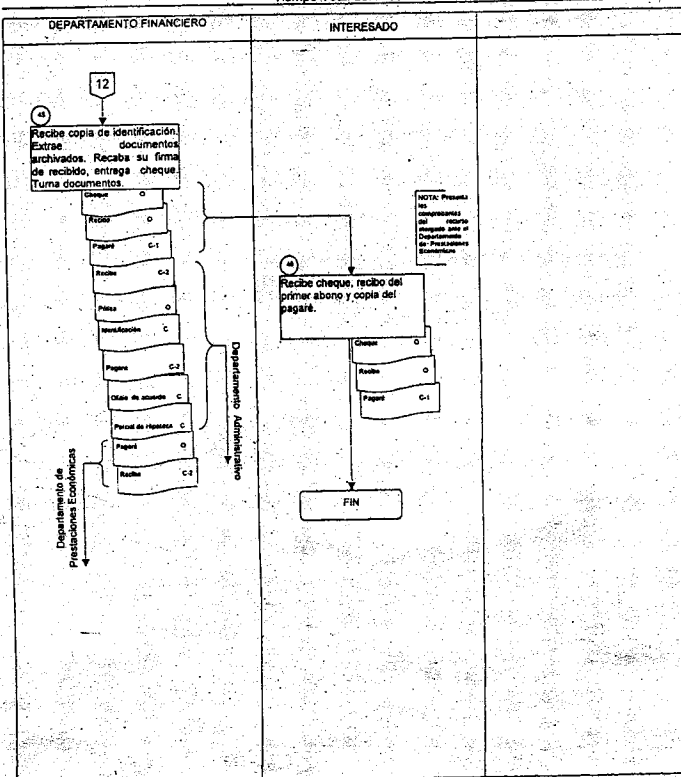 DEPARTAMENTO FINANCIERO
INTERESADO
12
45
Recibe copia de identificación.
Extrae documentos
archivados. Recaba su firma
de recibido, entrega cheque.
Turna documentos.
Cheque O
Recibo O
Pagaré C-1
Recibo C-2
Póliza O
Identificación C
Pagaré C-2
Oficio de acuerdo C
Parcial de Hipoteca C
Pagaré O
Recibo C-2
Departamento Administrativo
Departamento de
Prestaciones Económicas
NOTA: Presenta
los
comprobantes
del recurso
otorgado ante el
Departamento
de Prestaciones
Económicas
46
Recibe cheque, recibo del
primer abono y copia del
pagaré.
Cheque O
Recibo O
Pagaré C-1
FIN